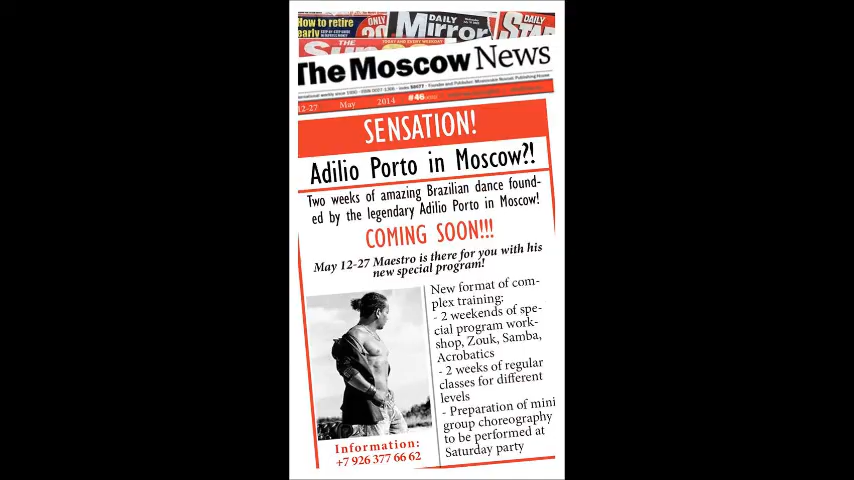 How to retire
early
ONLY
20
DAILY
Mirror
DAILY
STAR
THE
Sun
The Moscow News
12-27 May 2014 #46
SENSATION!
Adilio Porto in Moscow?!
Two weeks of amazing Brazilian dance found-
ed by the legendary Adilio Porto in Moscow!
COMING SOON!!!
May 12-27 Maestro is there for you with his
new special program!
New format of com-
plex training:
- 2 weekends of spe-
cial program work-
shop, Zouk, Samba,
Acrobatics
- 2 weeks of regular
classes for different
levels
- Preparation of mini
group choreography
to be performed at
Saturday party
Information:
+7 926 377 66 62